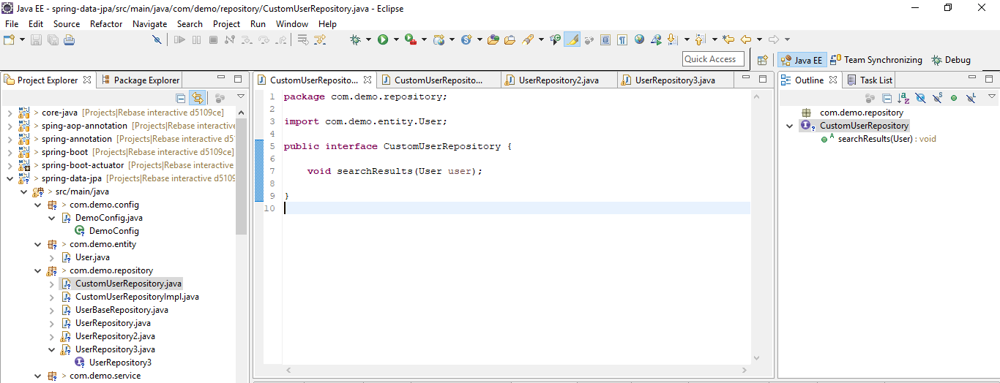 Java EE - spring-data-jpa/src/main/java/com/demo/repository/CustomUserRepository.java - Eclipse
File Edit Source Refactor Navigate Search Project Run Window Help
Quick Access
Java EE
Team Synchronizing
Debug
Project Explorer
Package Explorer
> core-java [Projects|Rebase interactive d5109ce]
> sping-aop-annotation [Projects|Rebase interactive
> spring-annotation [Projects|Rebase interactive d5
> spring-boot [Projects|Rebase interactive d5109ce]
> spring-boot-actuator [Projects|Rebase interactive
> spring-data-jpa [Projects|Rebase interactive d5109
> src/main/java
> com.demo.config
DemoConfig.java
DemoConfig
> com.demo.entity
User.java
> com.demo.repository
CustomUserRepository.java
CustomUserRepositoryImpl.java
UserBaseRepository.java
UserRepository.java
UserRepository2.java
UserRepository3.java
UserRepository3
> com.demo.service
CustomUserReposito...
CustomUserReposito...
UserRepository2.java
UserRepository3.java
1 package com.demo.repository;
2
3 import com.demo.entity.User;
4
5 public interface CustomUserRepository {
6
7 void searchResults(User user);
8
9 }
10
Outline
Task List
com.demo.repository
CustomUserRepository
searchResults(User) : void